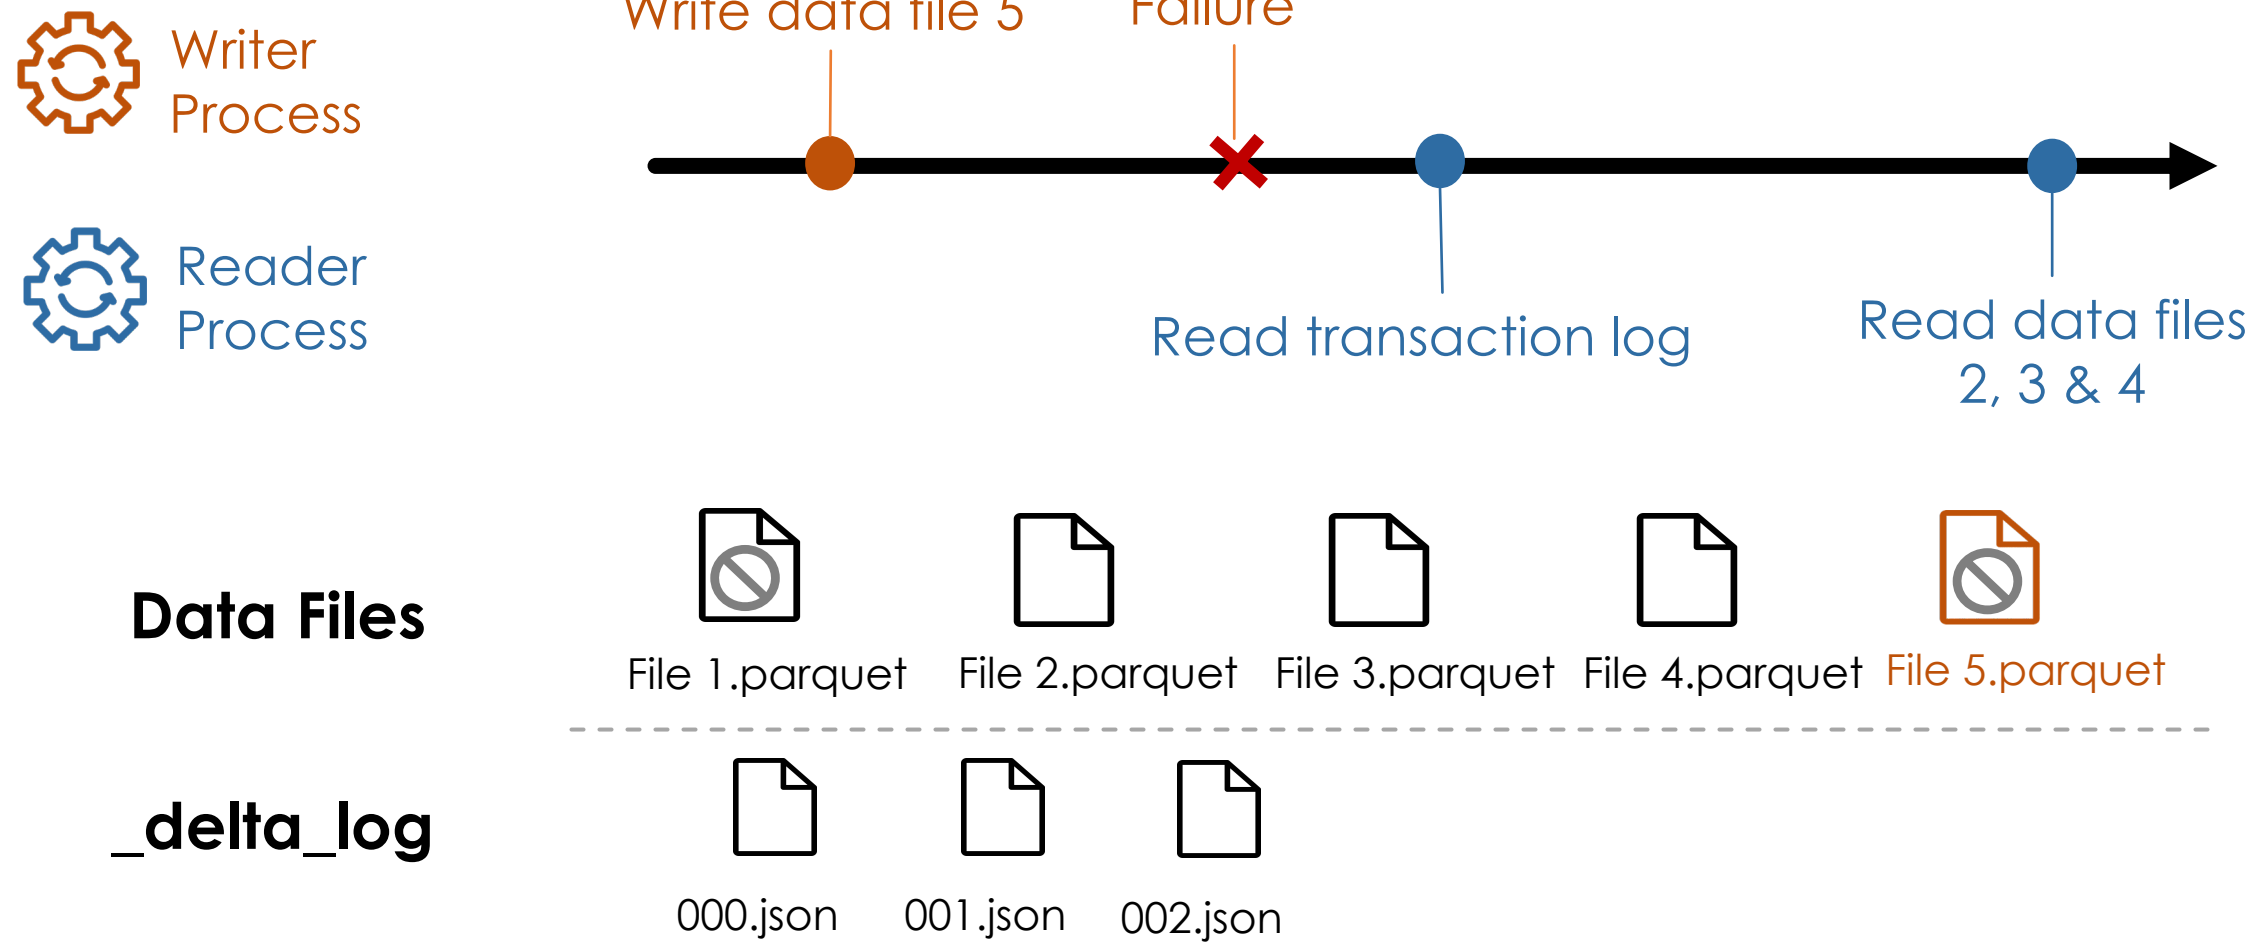 Write data file 5
Failure
Writer
Process
Reader
Process
Read transaction log
Read data files
2, 3 & 4
Data Files
File 1.parquet
File 2.parquet
File 3.parquet
File 4.parquet
File 5.parquet
_delta_log
000.json
001.json
002.json